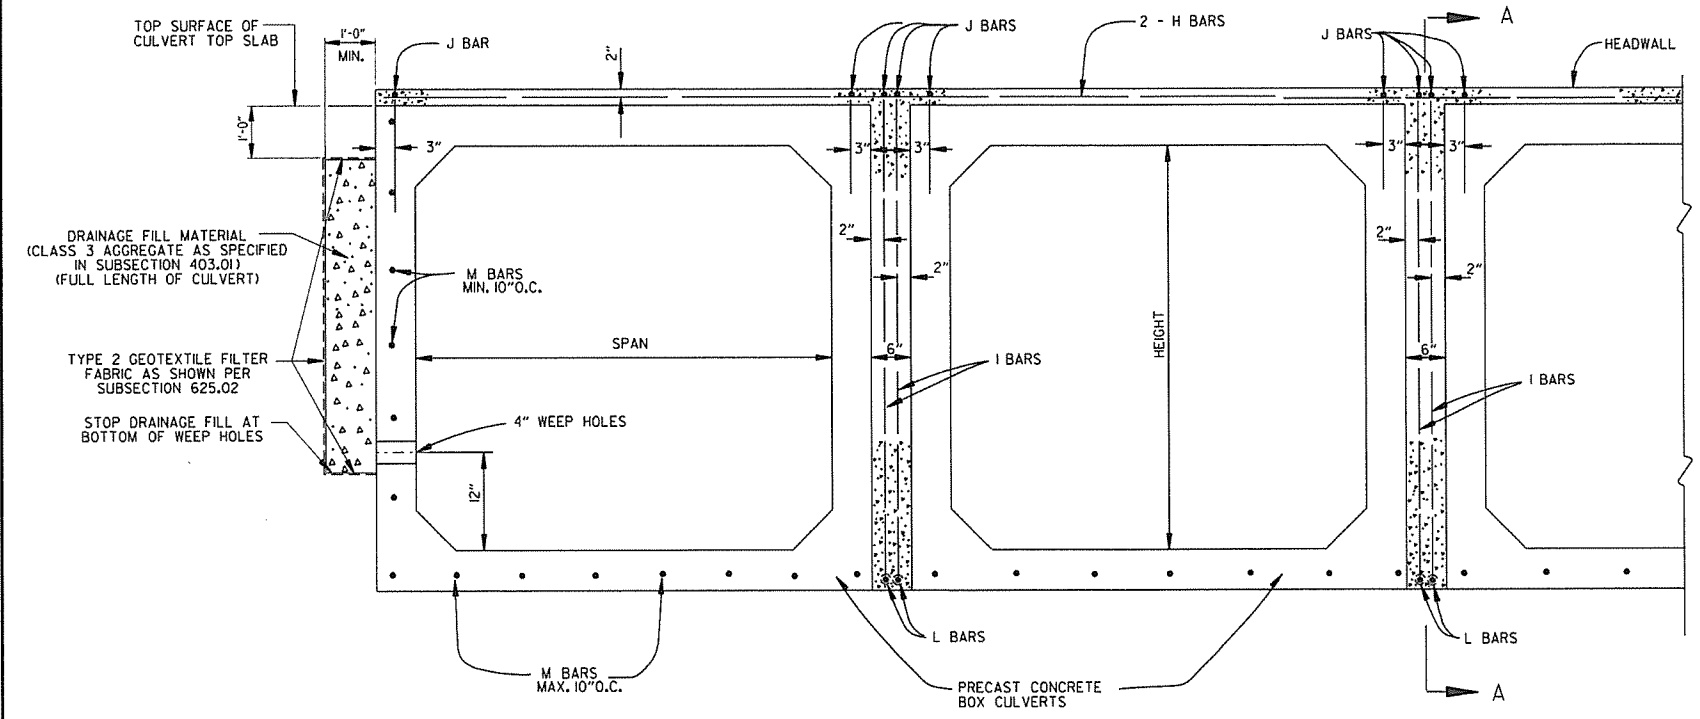 TOP SURFACE OF
CULVERT TOP SLAB
1'-0"
MIN.
J BAR
2"
J BARS
2 - H BARS
J BARS
A
HEADWALL
1'-0"
3"
3"
3"
3"
3"
DRAINAGE FILL MATERIAL
(CLASS 3 AGGREGATE AS SPECIFIED
IN SUBSECTION 403.01)
(FULL LENGTH OF CULVERT)
M BARS
MIN. 10"O.C.
2"
2"
2"
2"
TYPE 2 GEOTEXTILE FILTER
FABRIC AS SHOWN PER
SUBSECTION 625.02
SPAN
6"
I BARS
HEIGHT
6"
I BARS
STOP DRAINAGE FILL AT
BOTTOM OF WEEP HOLES
4" WEEP HOLES
12"
L BARS
L BARS
M BARS
MAX. 10"O.C.
PRECAST CONCRETE
BOX CULVERTS
A